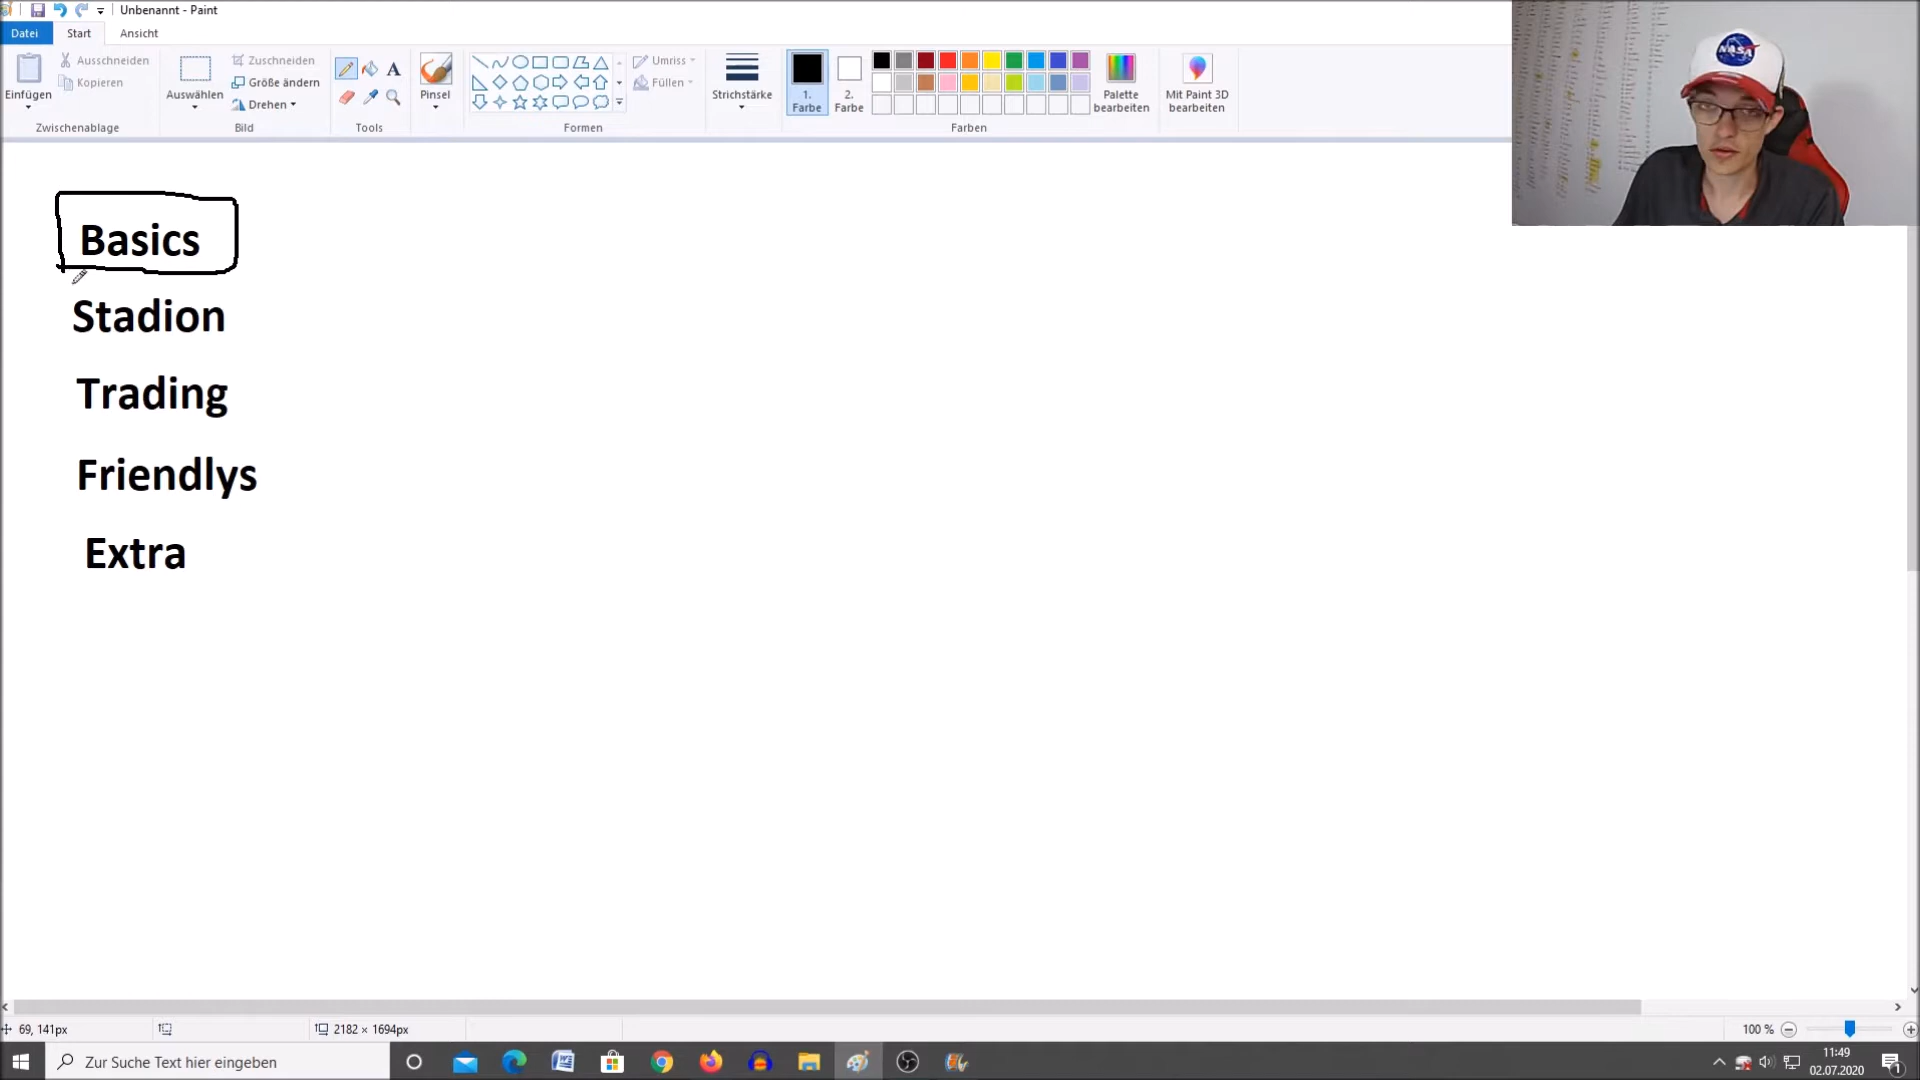 Unbenannt - Paint
Datei Start Ansicht
Einfügen
Ausschneiden
Kopieren
Zwischenablage
Auswählen
Zuschneiden
Größe ändern
Drehen
Bild
Tools
Pinsel
Formen
Umriss
Füllen
Strichstärke
1. Farbe
2. Farbe
Farben
Palette bearbeiten
Mit Paint 3D bearbeiten
NASA
Basics
Stadion
Trading
Friendlys
Extra
69, 141px
2182 × 1694px
100 %
Zur Suche Text hier eingeben
11:49
02.07.2020
1